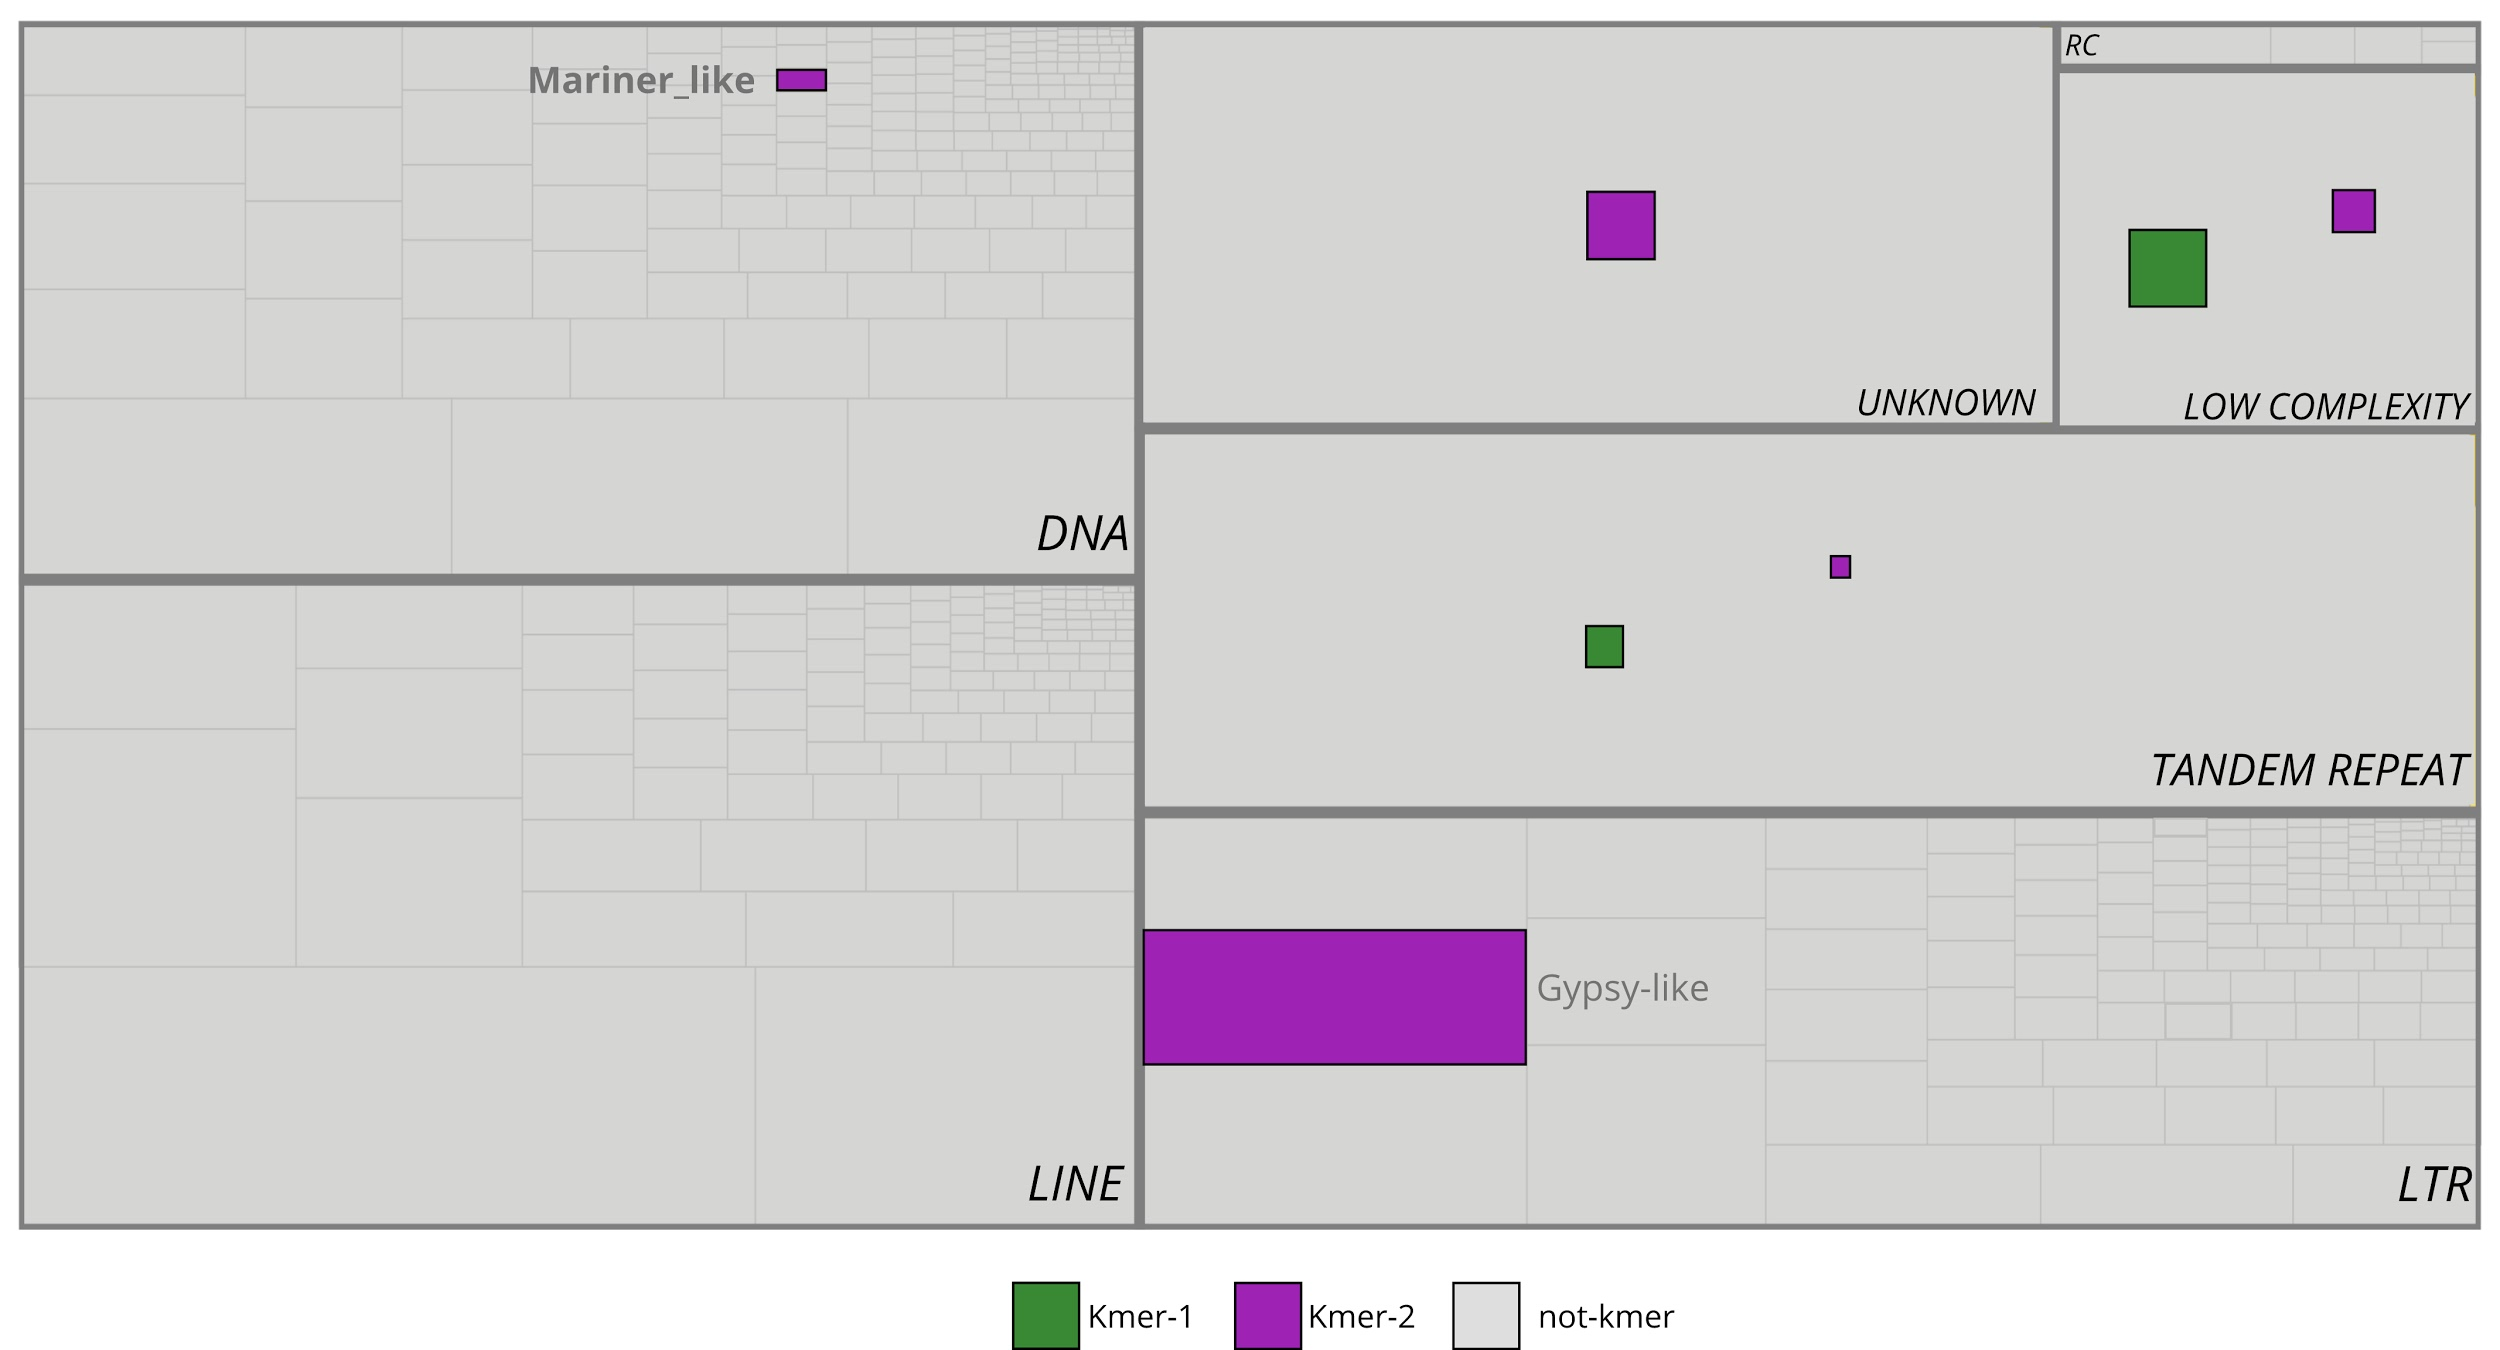 RC
Mariner_like
UNKNOWN
LOW COMPLEXITY
DNA
TANDEM REPEAT
Gypsy-like
LINE
LTR
Kmer-1
Kmer-2
not-kmer